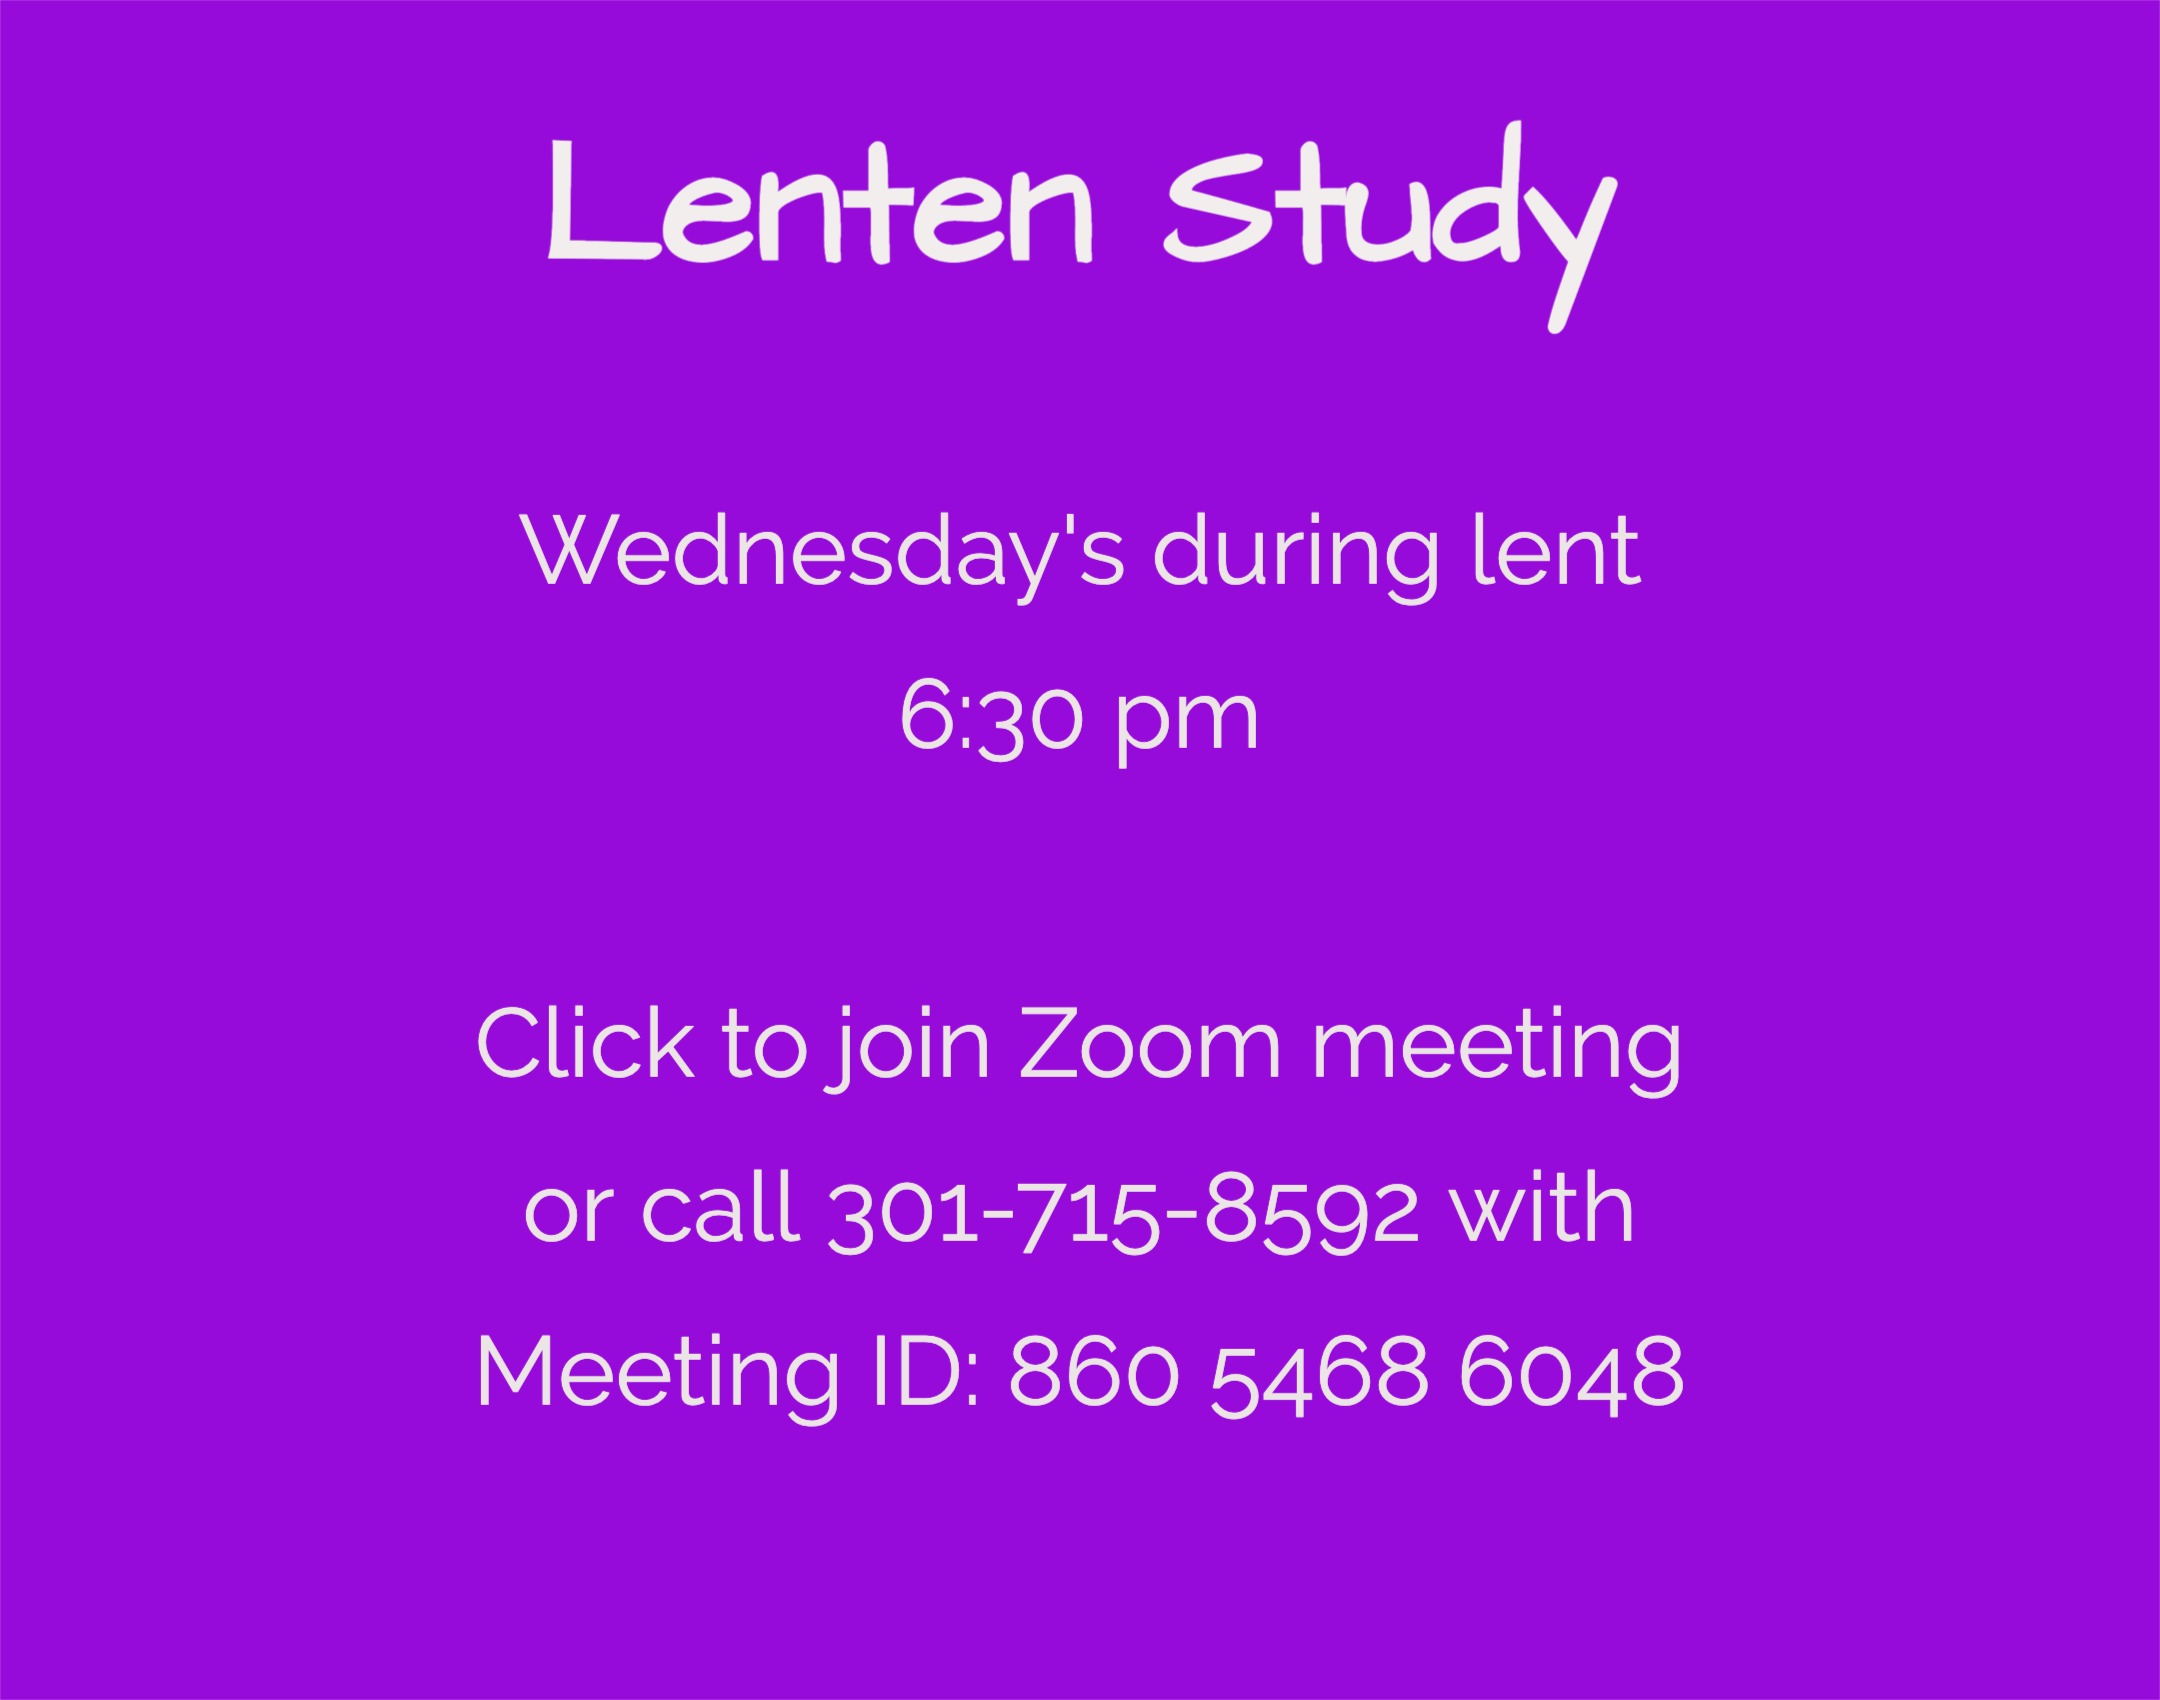 Lenten Study
Wednesday's during lent
6:30 pm
Click to join Zoom meeting
or call 301-715-8592 with
Meeting ID: 860 5468 6048